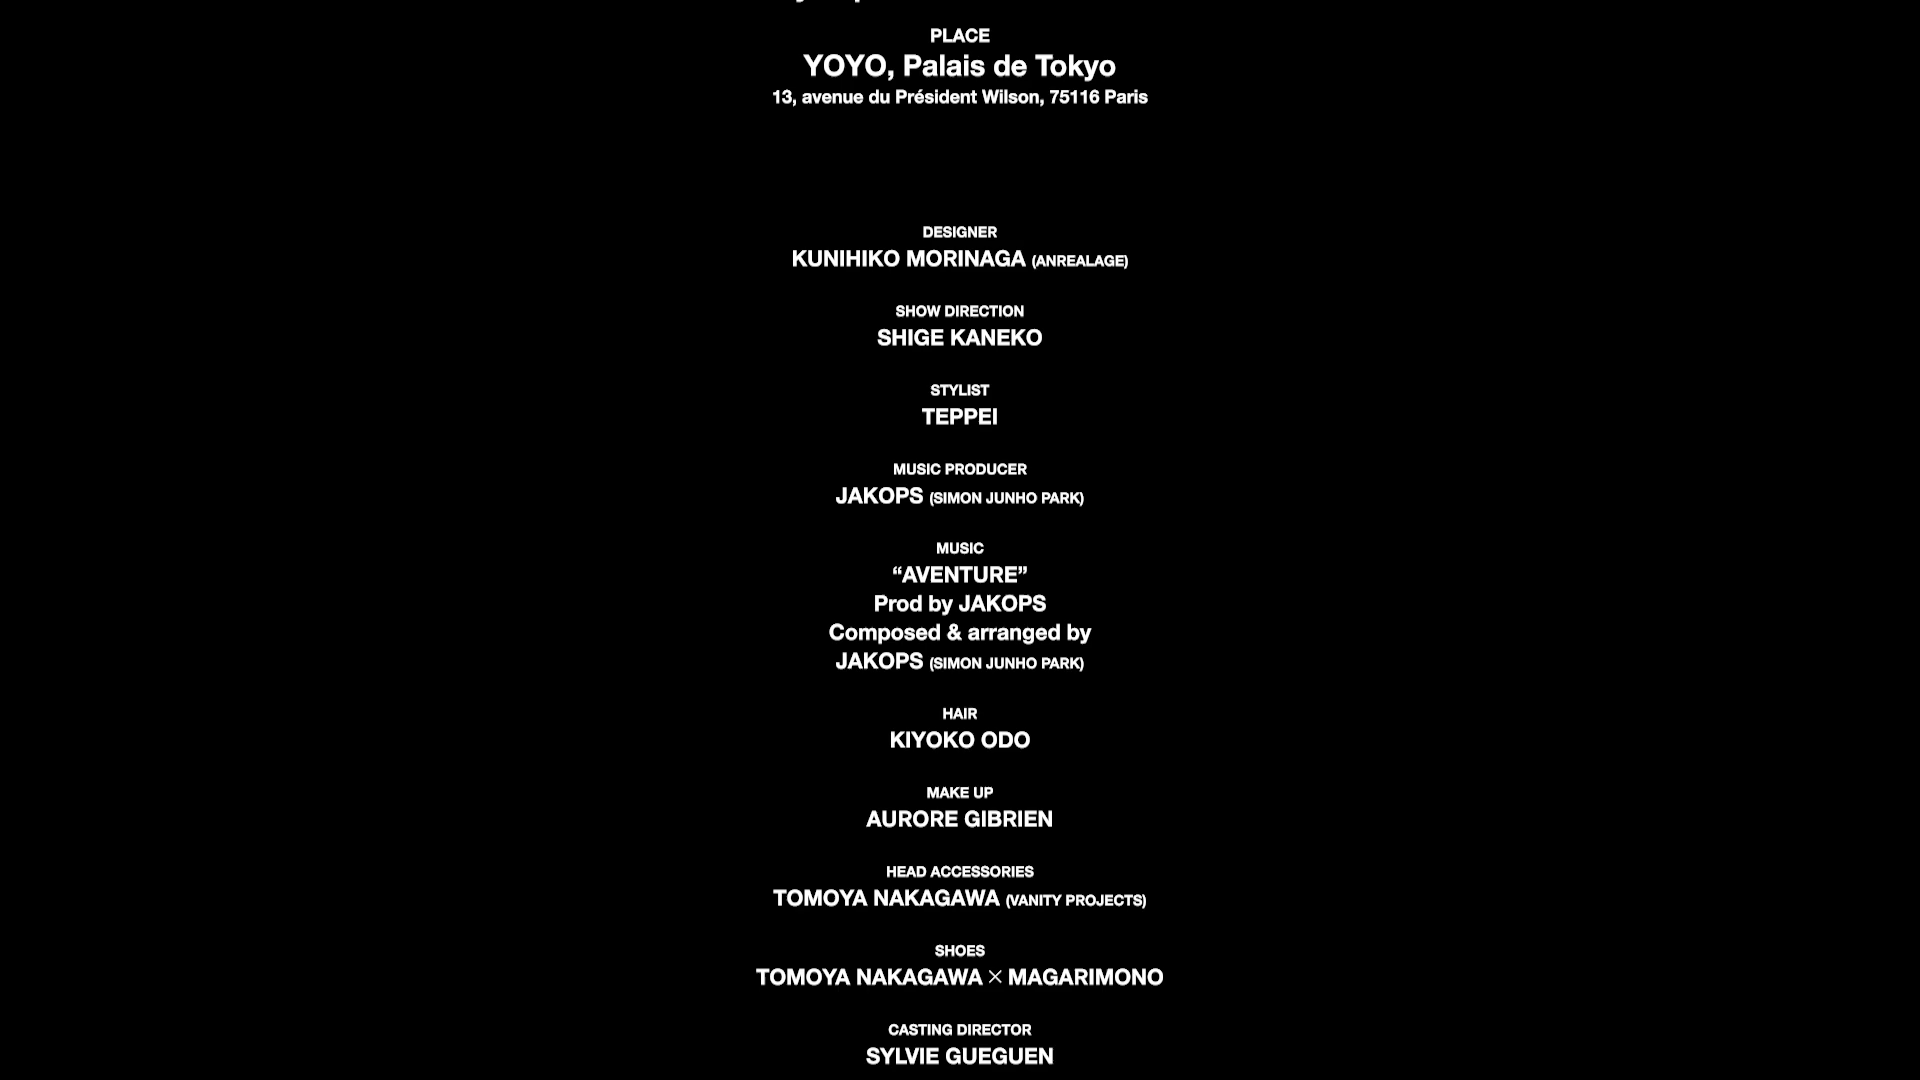 PLACE
YOYO, Palais de Tokyo
13, avenue du Président Wilson, 75116 Paris
DESIGNER
KUNIHIKO MORINAGA (ANREALAGE)
SHOW DIRECTION
SHIGE KANEKO
STYLIST
TEPPEI
MUSIC PRODUCER
JAKOPS (SIMON JUNHO PARK)
MUSIC
“AVENTURE”
Prod by JAKOPS
Composed & arranged by
JAKOPS (SIMON JUNHO PARK)
HAIR
KIYOKO ODO
MAKE UP
AURORE GIBRIEN
HEAD ACCESSORIES
TOMOYA NAKAGAWA (VANITY PROJECTS)
SHOES
TOMOYA NAKAGAWA × MAGARIMONO
CASTING DIRECTOR
SYLVIE GUEGUEN